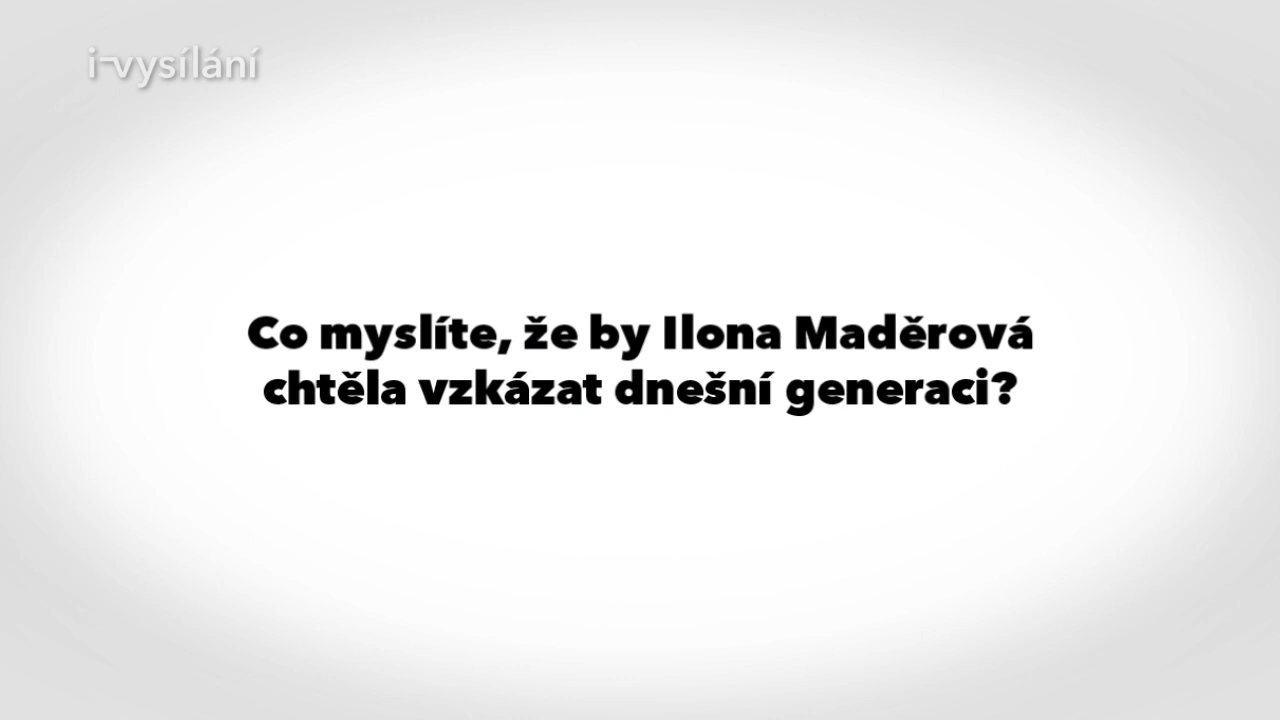 i-vysílání
Co myslíte, že by Ilona Maděrová
chtěla vzkázat dnešní generaci?